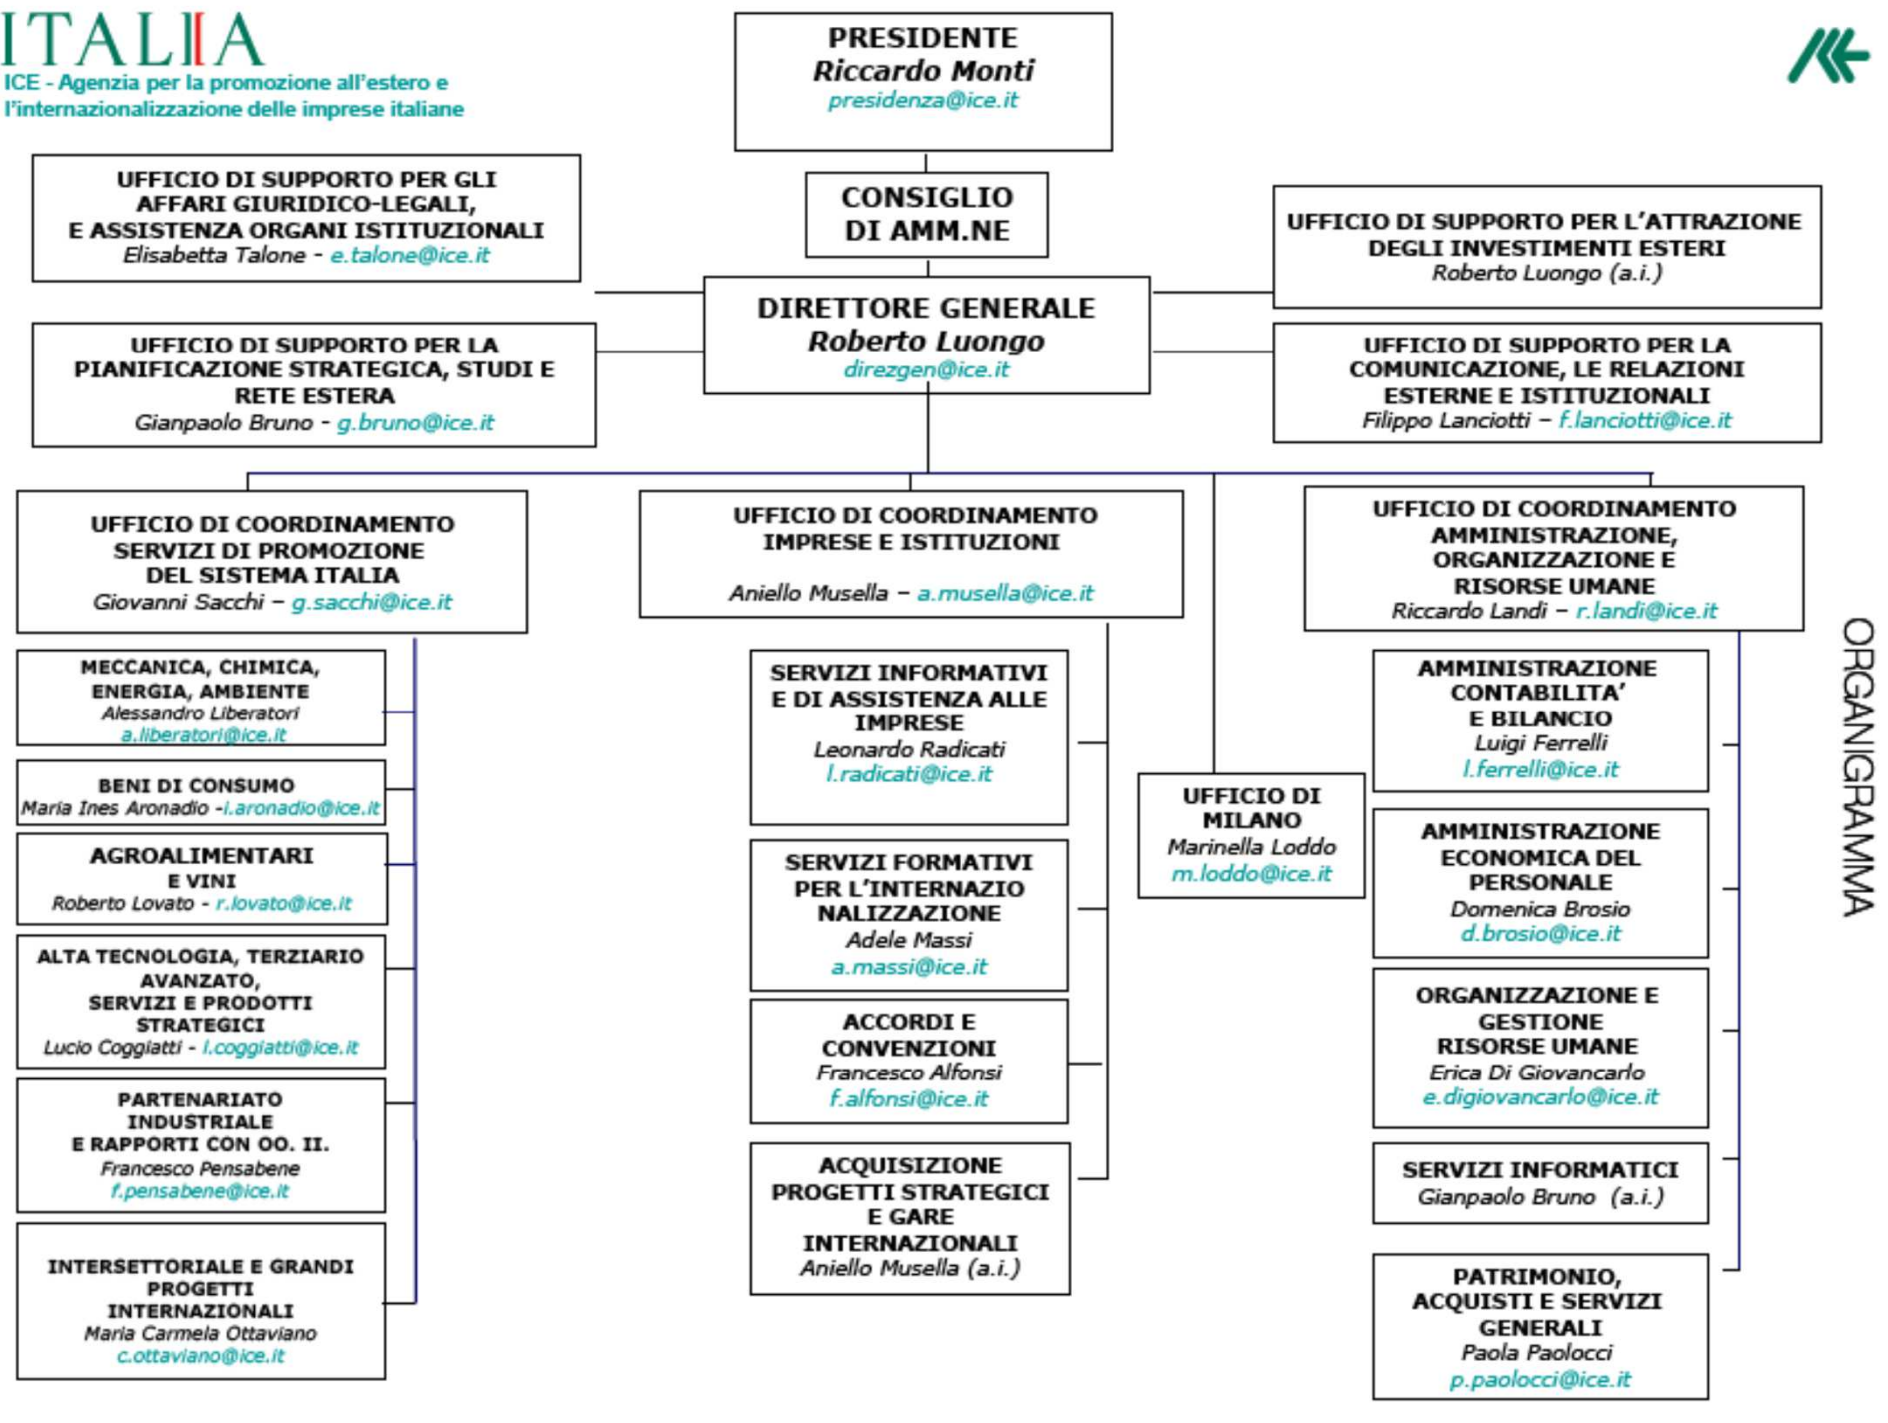 ITALIA
ICE - Agenzia per la promozione all'estero e
l'internazionalizzazione delle imprese italiane
PRESIDENTE
Riccardo Monti
presidenza@ice.it
CONSIGLIO
DI AMM.NE
UFFICIO DI SUPPORTO PER GLI
AFFARI GIURIDICO-LEGALI,
E ASSISTENZA ORGANI ISTITUZIONALI
Elisabetta Talone - e.talone@ice.it
UFFICIO DI SUPPORTO PER L'ATTRAZIONE
DEGLI INVESTIMENTI ESTERI
Roberto Luongo (a.i.)
DIRETTORE GENERALE
Roberto Luongo
direzgen@ice.it
UFFICIO DI SUPPORTO PER LA
PIANIFICAZIONE STRATEGICA, STUDI E
RETE ESTERA
Gianpaolo Bruno - g.bruno@ice.it
UFFICIO DI SUPPORTO PER LA
COMUNICAZIONE, LE RELAZIONI
ESTERNE E ISTITUZIONALI
Filippo Lanciotti – f.lanciotti@ice.it
UFFICIO DI COORDINAMENTO
SERVIZI DI PROMOZIONE
DEL SISTEMA ITALIA
Giovanni Sacchi – g.sacchi@ice.it
MECCANICA, CHIMICA,
ENERGIA, AMBIENTE
Alessandro Liberatori
a.liberatori@ice.it
BENI DI CONSUMO
Maria Ines Aronadio -i.aronadio@ice.it
AGROALIMENTARI
E VINI
Roberto Lovato - r.lovato@ice.it
ALTA TECNOLOGIA, TERZIARIO
AVANZATO,
SERVIZI E PRODOTTI
STRATEGICI
Lucio Coggiatti - l.coggiatti@ice.it
PARTENARIATO
INDUSTRIALE
E RAPPORTI CON OO. II.
Francesco Pensabene
f.pensabene@ice.it
INTERSETTORIALE E GRANDI
PROGETTI
INTERNAZIONALI
Maria Carmela Ottaviano
c.ottaviano@ice.it
UFFICIO DI COORDINAMENTO
IMPRESE E ISTITUZIONI
Aniello Musella – a.musella@ice.it
SERVIZI INFORMATIVI
E DI ASSISTENZA ALLE
IMPRESE
Leonardo Radicati
l.radicati@ice.it
SERVIZI FORMATIVI
PER L'INTERNAZIO
NALIZZAZIONE
Adele Massi
a.massi@ice.it
ACCORDI E
CONVENZIONI
Francesco Alfonsi
f.alfonsi@ice.it
ACQUISIZIONE
PROGETTI STRATEGICI
E GARE
INTERNAZIONALI
Aniello Musella (a.i.)
UFFICIO DI
MILANO
Marinella Loddo
m.loddo@ice.it
UFFICIO DI COORDINAMENTO
AMMINISTRAZIONE,
ORGANIZZAZIONE E
RISORSE UMANE
Riccardo Landi – r.landi@ice.it
AMMINISTRAZIONE
CONTABILITA'
E BILANCIO
Luigi Ferrelli
l.ferrelli@ice.it
AMMINISTRAZIONE
ECONOMICA DEL
PERSONALE
Domenica Brosio
d.brosio@ice.it
ORGANIZZAZIONE E
GESTIONE
RISORSE UMANE
Erica Di Giovancarlo
e.digiovancarlo@ice.it
SERVIZI INFORMATICI
Gianpaolo Bruno (a.i.)
PATRIMONIO,
ACQUISTI E SERVIZI
GENERALI
Paola Paolocci
p.paolocci@ice.it
ORGANIGRAMMA